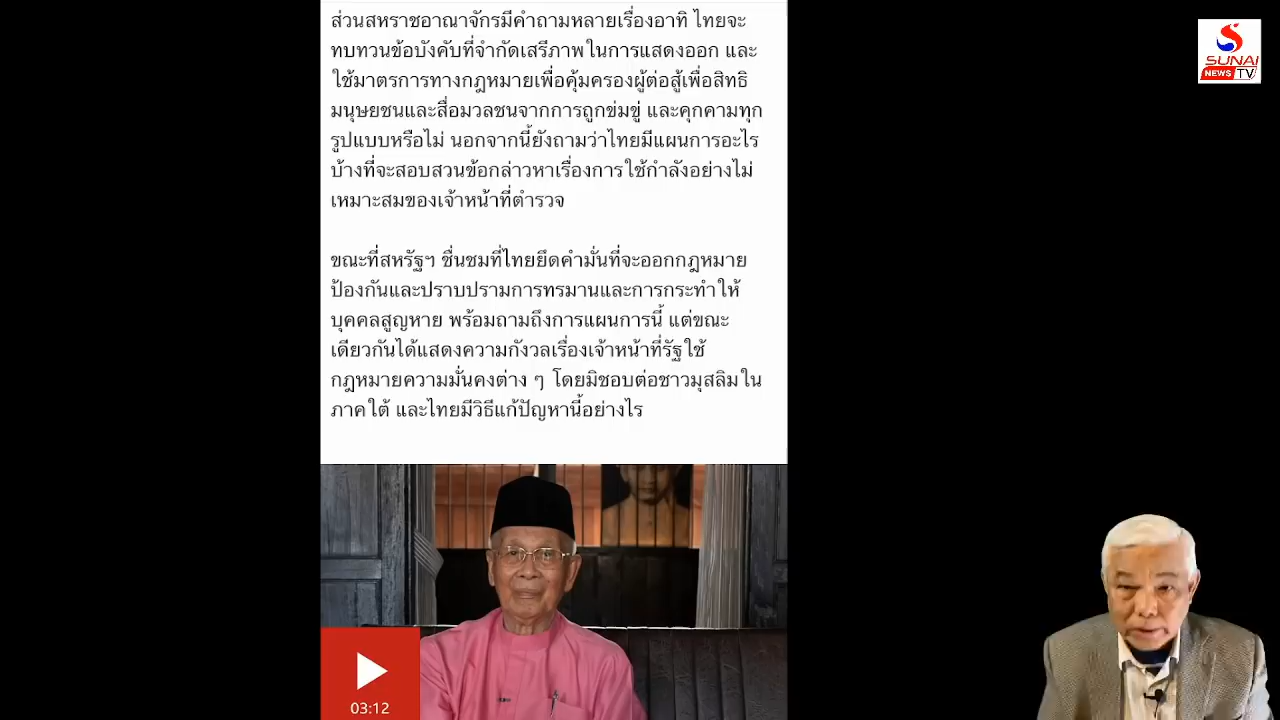 ส่วนสหราชอาณาจักรมีคำถามหลายเรื่องอาทิ ไทยจะ
ทบทวนข้อบังคับที่จำกัดเสรีภาพในการแสดงออก และ
ใช้มาตรการทางกฎหมายเพื่อคุ้มครองผู้ต่อสู้เพื่อสิทธิ
มนุษยชนและสื่อมวลชนจากการถูกข่มขู่ และคุกคามทุก
รูปแบบหรือไม่ นอกจากนี้ยังถามว่าไทยมีแผนการอะไร
บ้างที่จะสอบสวนข้อกล่าวหาเรื่องการใช้กำลังอย่างไม่
เหมาะสมของเจ้าหน้าที่ตำรวจ
ขณะที่สหรัฐฯ ชื่นชมที่ไทยยึดคำมั่นที่จะออกกฎหมาย
ป้องกันและปราบปรามการทรมานและการกระทำให้
บุคคลสูญหาย พร้อมถามถึงการแผนการนี้ แต่ขณะ
เดียวกันได้แสดงความกังวลเรื่องเจ้าหน้าที่รัฐใช้
กฎหมายความมั่นคงต่าง ๆ โดยมิชอบต่อชาวมุสลิมใน
ภาคใต้ และไทยมีวิธีแก้ปัญหานี้อย่างไร
03:12
SUNAI
NEWS TV